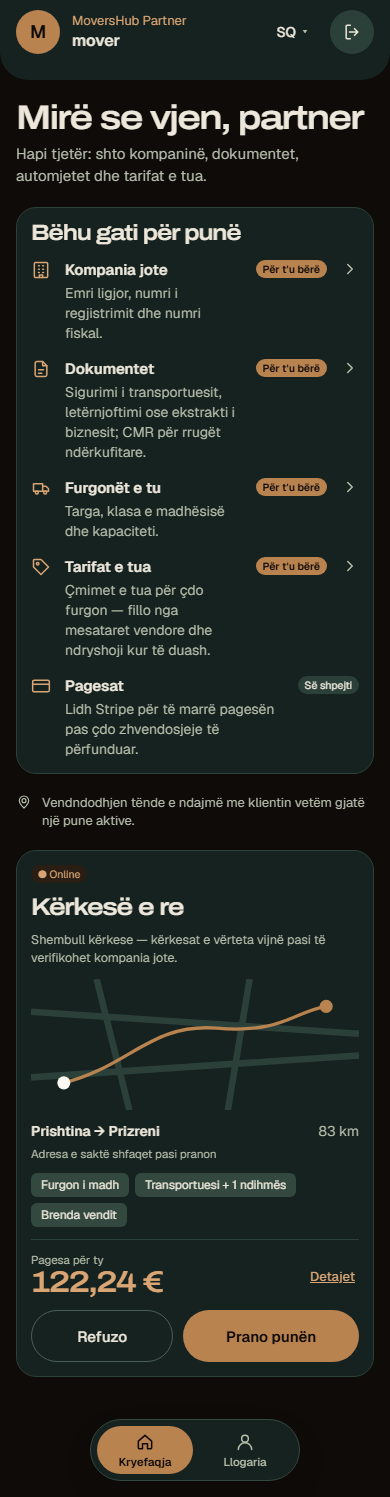 M
MoversHub Partner
mover
SQ
Mirë se vjen, partner
Hapi tjetër: shto kompaninë, dokumentet,
automjetet dhe tarifat e tua.
Bëhu gati për punë
Kompania jote
Për t'u bërë
Emri ligjor, numri i
regjistrimit dhe numri
fiskal.
Dokumentet
Për t'u bërë
Sigurimi i transportuesit,
letërnjoftimi ose ekstrakti i
biznesit; CMR për rrugët
ndërkufitare.
Furgonët e tu
Për t'u bërë
Targa, klasa e madhësisë
dhe kapaciteti.
Tarifat e tua
Për t'u bërë
Çmimet e tua për çdo
furgon — fillo nga
mesataret vendore dhe
ndryshoji kur të duash.
Pagesat
Së shpejti
Lidh Stripe për të marrë pagesën
pas çdo zhvendosjeje të
përfunduar.
Vendndodhjen tënde e ndajmë me klientin vetëm gjatë
një pune aktive.
Online
Kërkesë e re
Shembull kërkese — kërkesat e vërteta vijnë pasi të
verifikohet kompania jote.
Prishtina → Prizreni
83 km
Adresa e saktë shfaqet pasi pranon
Furgon i madh
Transportuesi + 1 ndihmës
Brenda vendit
Pagesa për ty
122,24 €
Detajet
Refuzo
Prano punën
Kryefaqja
Llogaria